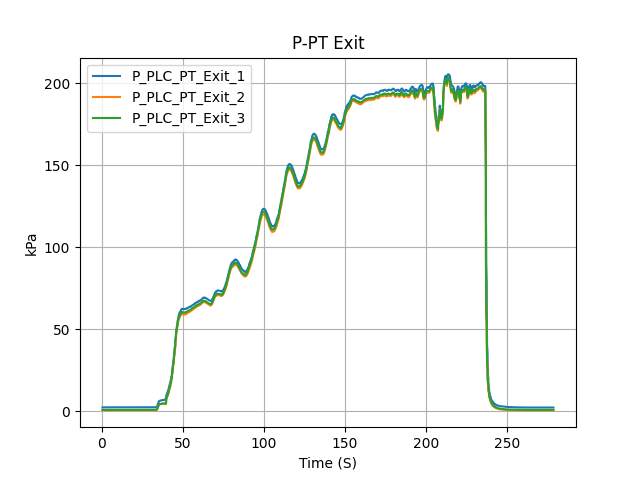 P-PT Exit
P_PLC_PT_Exit_1
P_PLC_PT_Exit_2
P_PLC_PT_Exit_3
200
150
100
50
0
kPa
0 50 100 150 200 250
Time (S)